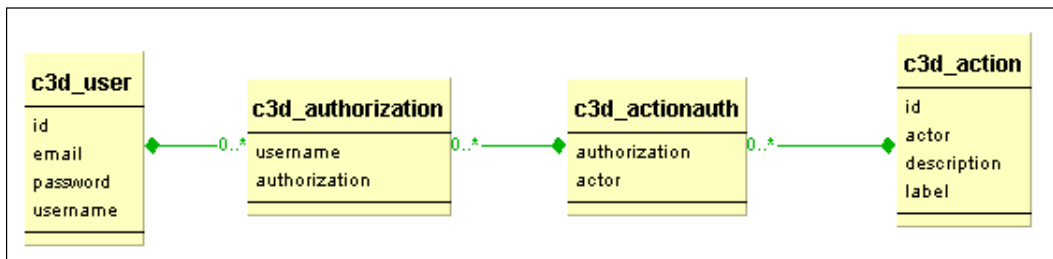 c3d_user
id
email
password
username
0..*
c3d_authorization
username
authorization
0..*
c3d_actionauth
authorization
actor
0..*
c3d_action
id
actor
description
label